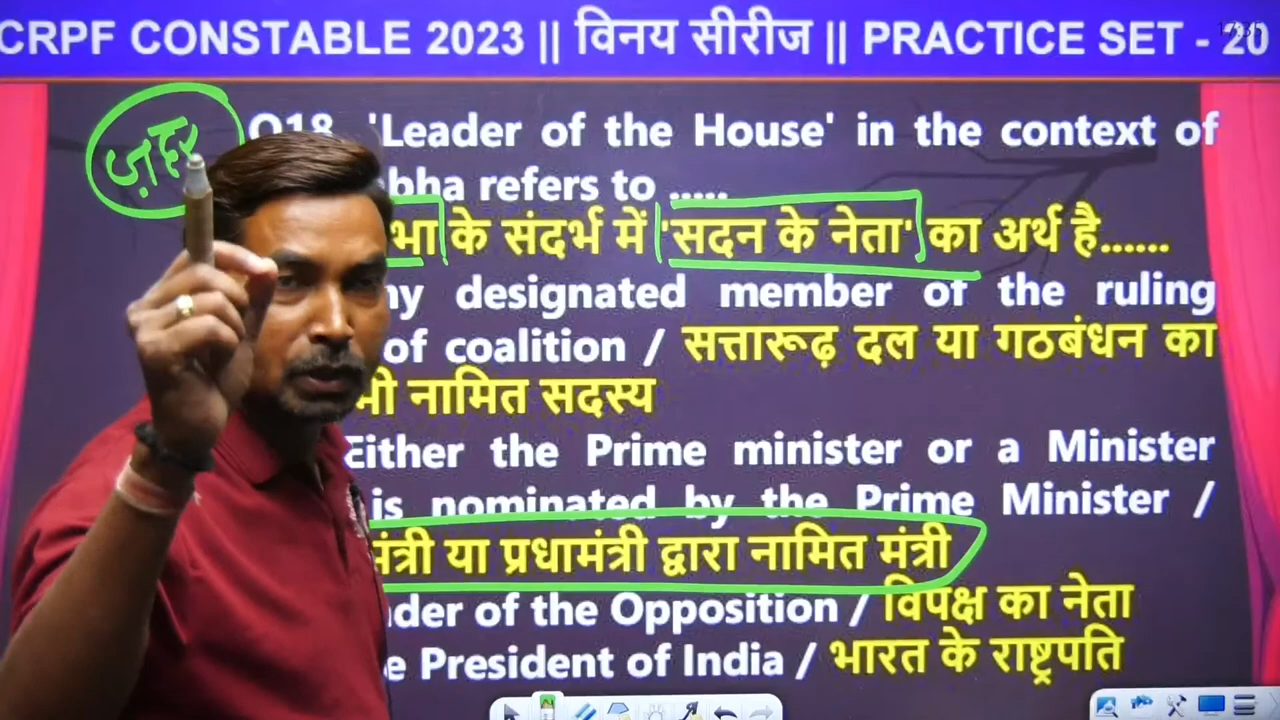 CRPF CONSTABLE 2023 || विनय सीरीज || PRACTICE SET - 20
ज़हर
Q18. 'Leader of the House' in the context of
refers to .....
के संदर्भ में 'सदन के नेता' का अर्थ है......
designated member of the ruling
of coalition / सत्तारूढ़ दल या गठबंधन का
नामित सदस्य
Either the Prime minister or a Minister
is nominated by the Prime Minister /
या प्रधामंत्री द्वारा नामित मंत्री
of the Opposition / विपक्ष का नेता
President of India / भारत के राष्ट्रपति